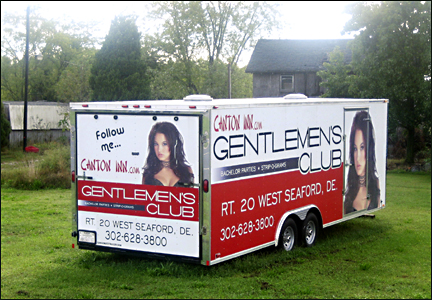 Follow
me...
CANTON INN.com
GENTLEMEN'S
BACHELOR PARTIES • STRIP-O-GRAMS
CLUB
RT. 20 WEST SEAFORD, DE.
302-628-3800
CANTON INN.com
GENTLEMEN'S
BACHELOR PARTIES • STRIP-O-GRAMS
CLUB
RT. 20 WEST SEAFORD, DE.
302-628-3800